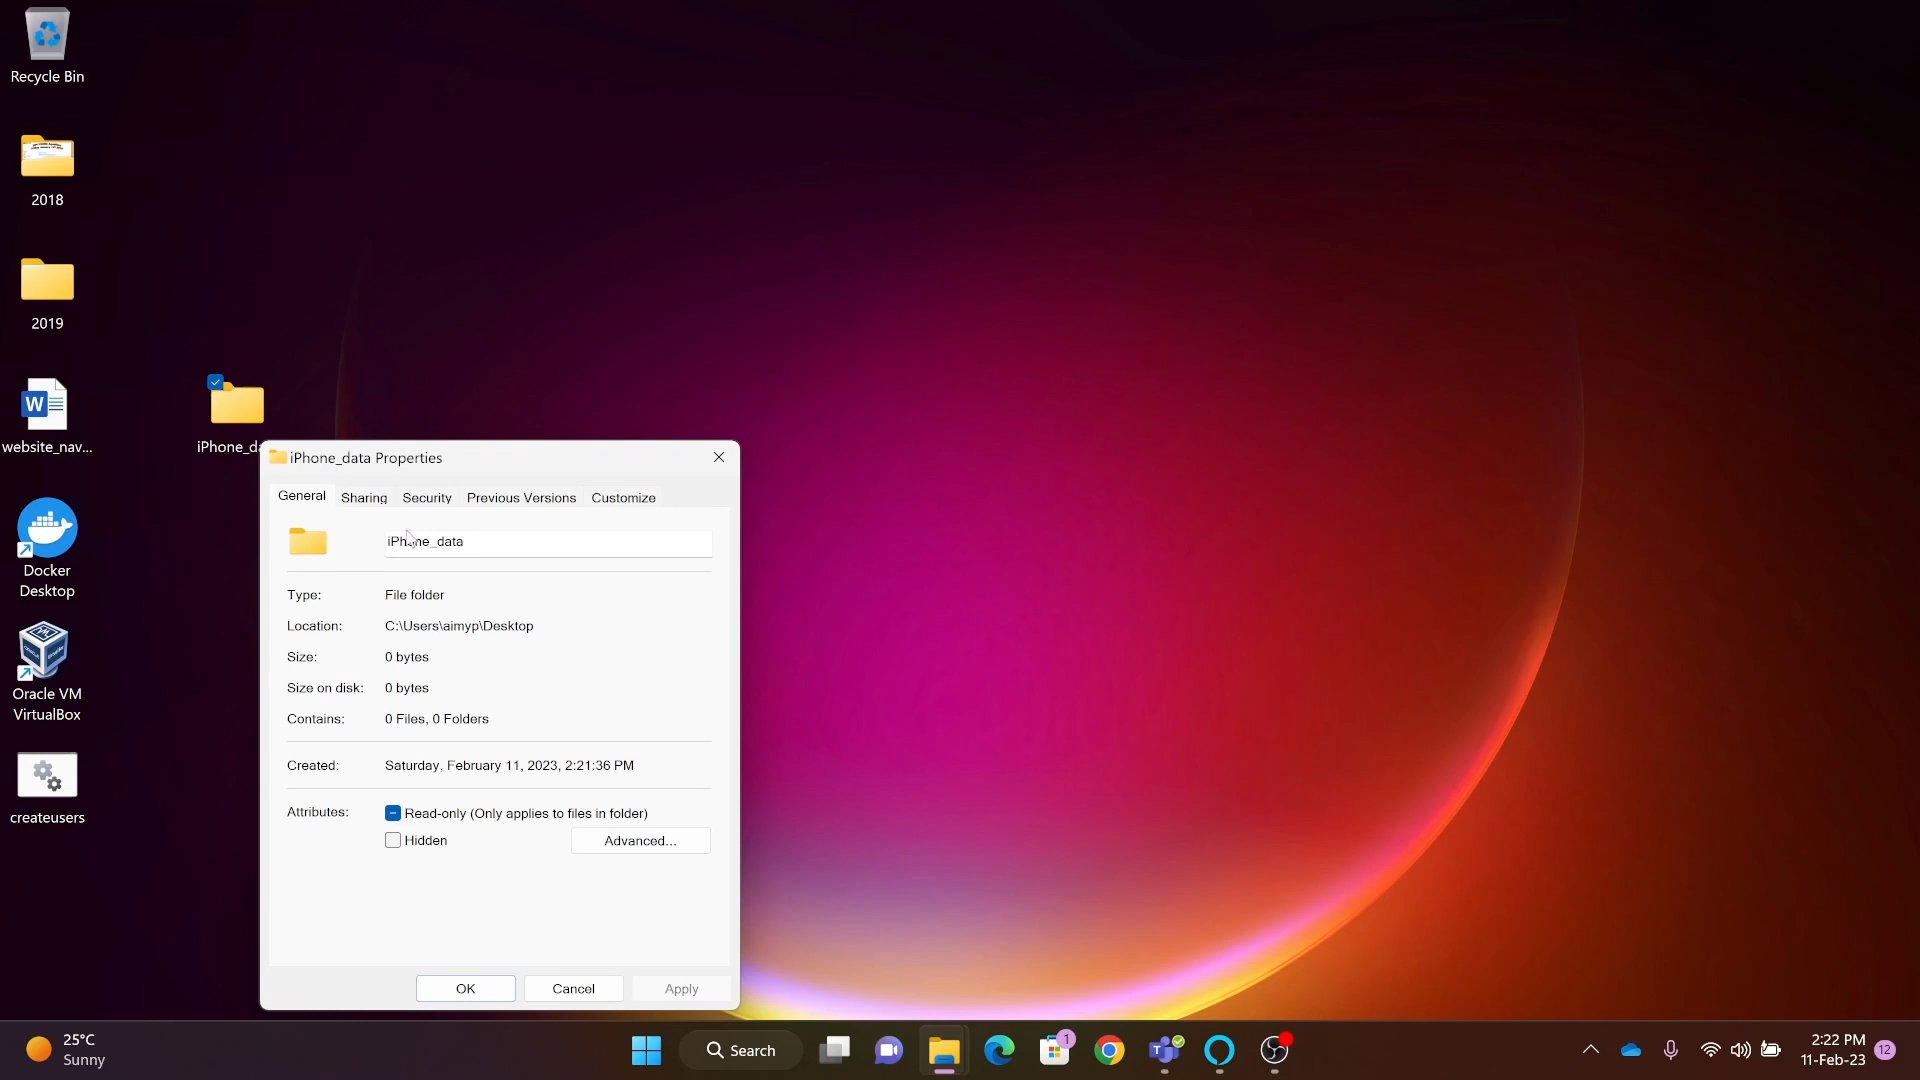 Recycle Bin
2018
2019
website_nav...
iPhone_da
Docker
Desktop
Oracle VM
VirtualBox
createusers
iPhone_data Properties
General Sharing Security Previous Versions Customize
iPhone_data
Type: File folder
Location: C:\Users\aimyp\Desktop
Size: 0 bytes
Size on disk: 0 bytes
Contains: 0 Files, 0 Folders
Created: Saturday, February 11, 2023, 2:21:36 PM
Attributes: Read-only (Only applies to files in folder)
Hidden Advanced...
OK Cancel Apply
25°C
Sunny
Search
1
2:22 PM
11-Feb-23
12